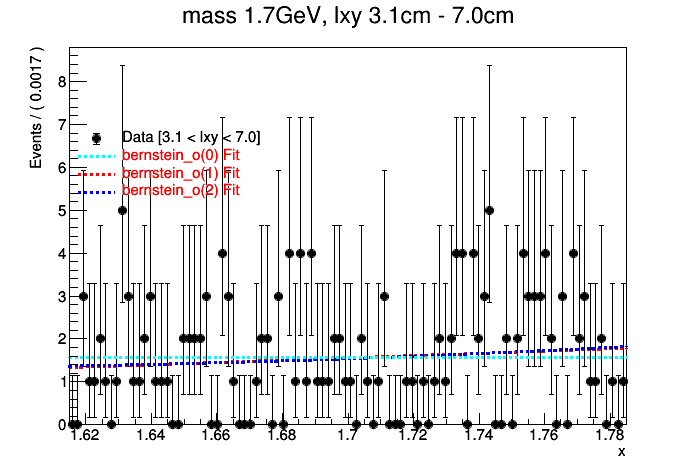 mass 1.7GeV, lxy 3.1cm - 7.0cm
Events / ( 0.0017 )
8
7
6
5
4
3
2
1
0
Data [3.1 < lxy < 7.0]
bernstein_o(0) Fit
bernstein_o(1) Fit
bernstein_o(2) Fit
1.62 1.64 1.66 1.68 1.7 1.72 1.74 1.76 1.78
x